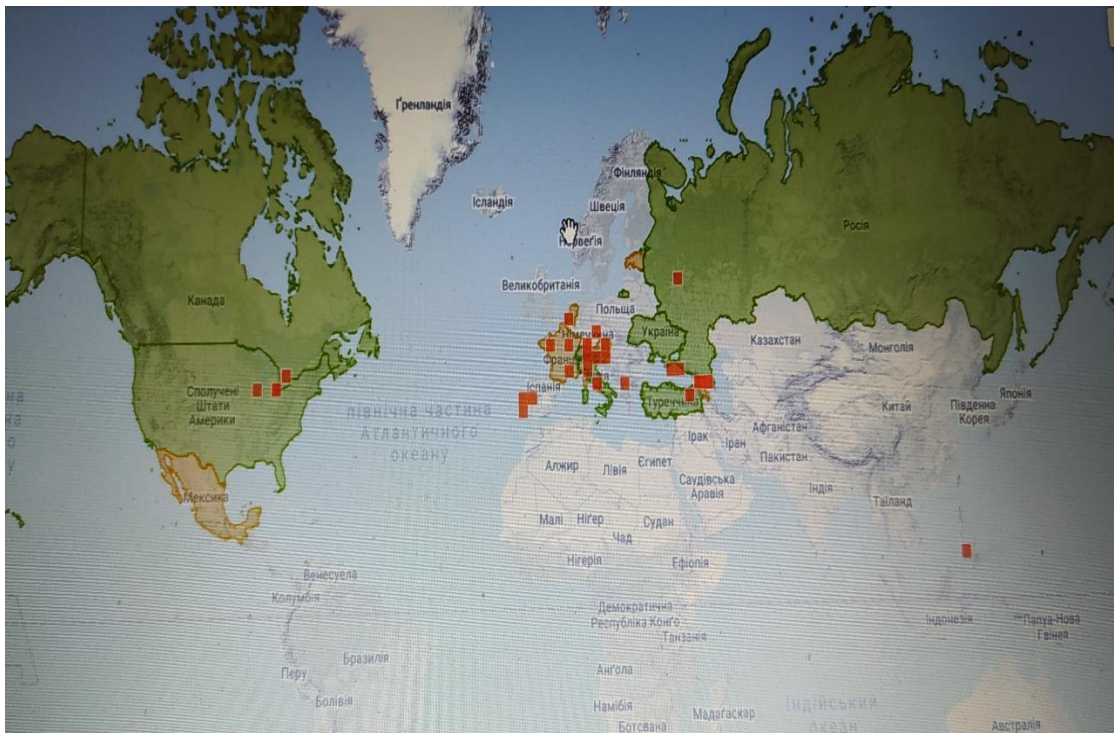 Ґренландія
Фінляндія
Ісландія
Швеція
Норвегія
Росія
Великобританія
Канада
Польща
Німеччина
Україна
Казахстан
Монголія
Іспанія
Сполучені
Штати
Америки
Туреччина
Японія
Китай
Південна
Корея
північна частина
Атлантичного
океану
Афганістан
Ірак
Іран
Пакистан
Алжир
Лівія
Єгипет
Саудівська
Аравія
Індія
Таїланд
Мексика
Малі
Нігер
Судан
Чад
Нігерія
Ефіопія
Венесуела
Колумбія
Демократична
Республіка Конго
Танзанія
Індонезія
Папуа-Нова
Гвінея
Бразилія
Перу
Ангола
Болівія
Намібія
Мадагаскар
Індійський
океан
Ботсвана
Австралія